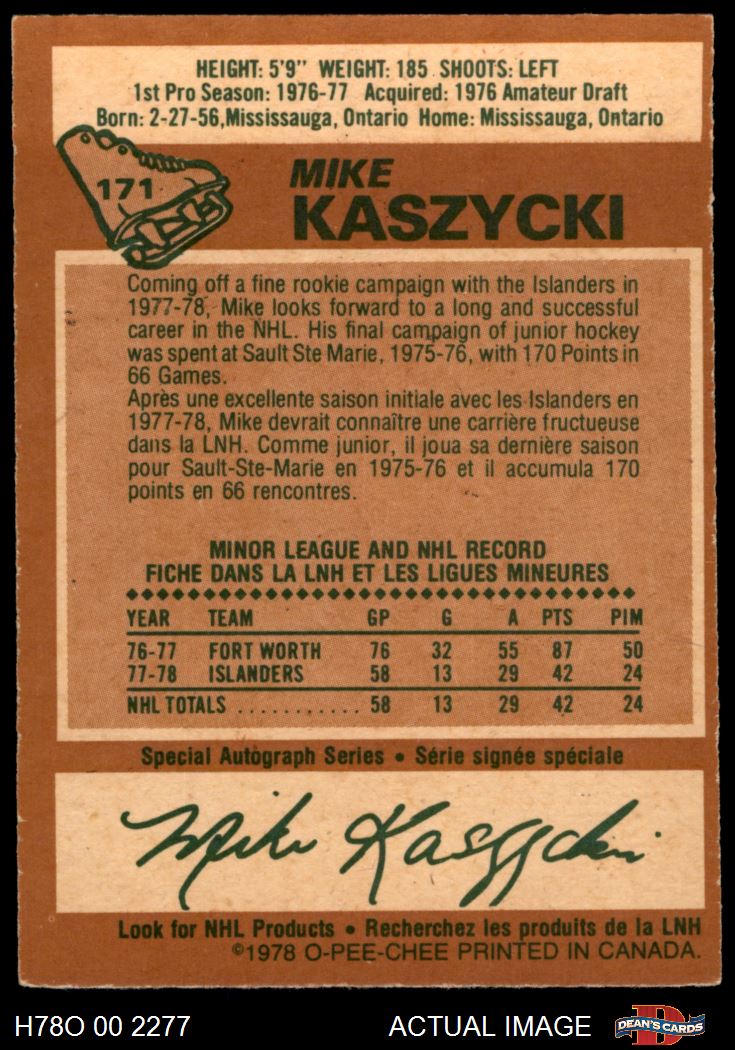 HEIGHT: 5'9" WEIGHT: 185 SHOOTS: LEFT
1st Pro Season: 1976-77 Acquired: 1976 Amateur Draft
Born: 2-27-56, Mississauga, Ontario Home: Mississauga, Ontario
171
MIKE
KASZYCKI
Coming off a fine rookie campaign with the Islanders in
1977-78, Mike looks forward to a long and successful
career in the NHL. His final campaign of junior hockey
was spent at Sault Ste Marie, 1975-76, with 170 Points in
66 Games.
Après une excellente saison initiale avec les Islanders en
1977-78, Mike devrait connaître une carrière fructueuse
dans la LNH. Comme junior, il joua sa dernière saison
pour Sault-Ste-Marie en 1975-76 et il accumula 170
points en 66 rencontres.
MINOR LEAGUE AND NHL RECORD
FICHE DANS LA LNH ET LES LIGUES MINEURES
YEAR TEAM GP G A PTS PIM
76-77 FORT WORTH 76 32 55 87 50
77-78 ISLANDERS 58 13 29 42 24
NHL TOTALS ........... 58 13 29 42 24
Special Autograph Series • Série signée spéciale
Mike Kaszycki
Look for NHL Products • Recherchez les produits de la LNH
©1978 O-PEE-CHEE PRINTED IN CANADA.
H78O 00 2277 ACTUAL IMAGE D DEAN'S CARDS